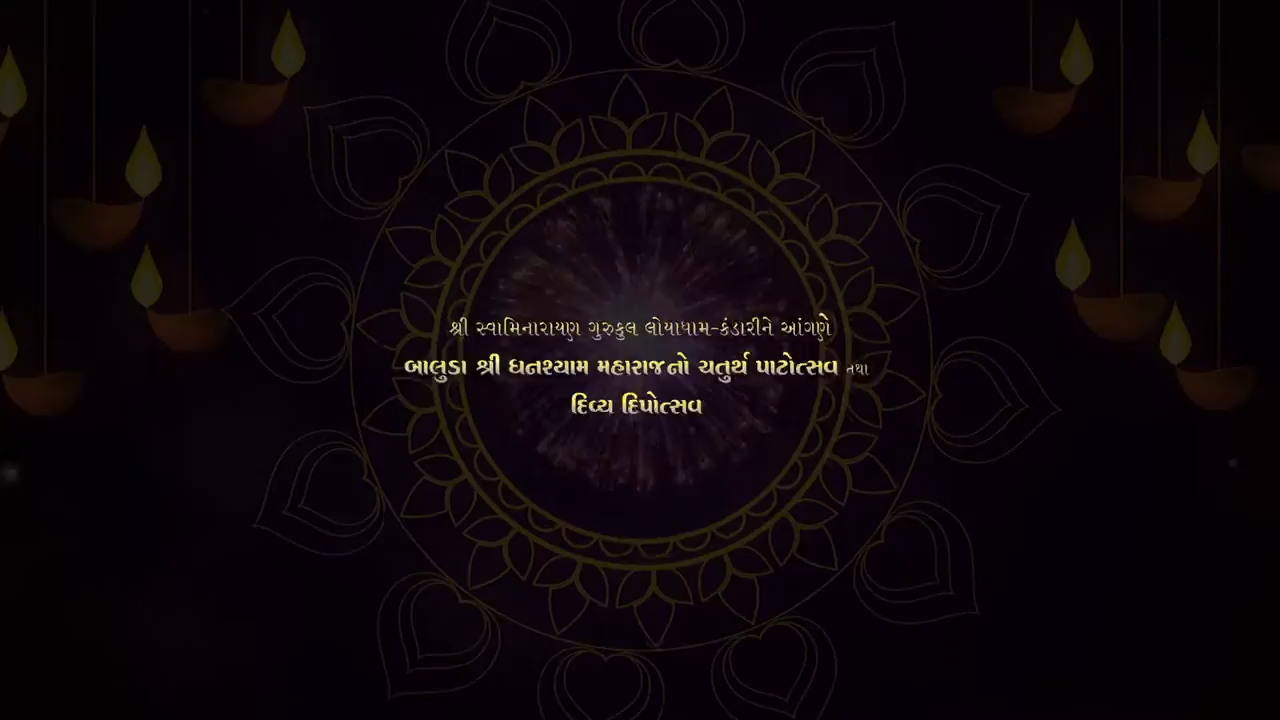 શ્રી સ્વામિનારાયણ ગુરુકુલ લોયાધામ-કંડારીને આંગણે
બાલુડા શ્રી ઘનશ્યામ મહારાજનો ચતુર્થ પાટોત્સવ તથા
દિવ્ય દિપોત્સવ